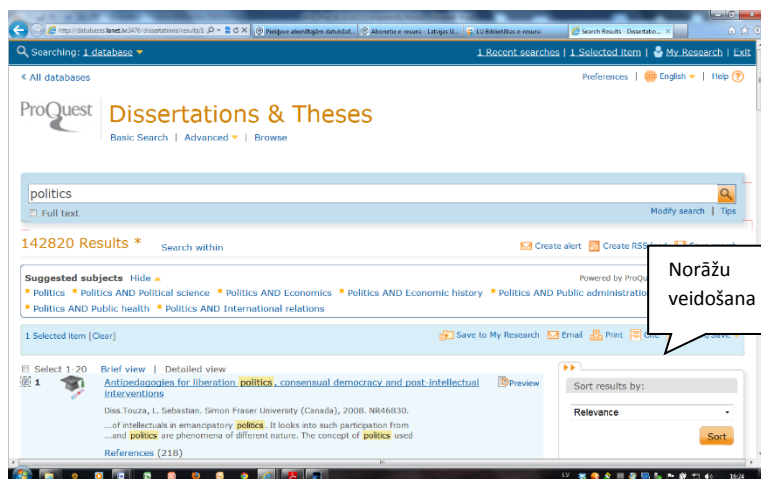 Searching: 1 database
1 Recent searches | 1 Selected item | My Research | Exit
All databases
Preferences | English | Help
ProQuest
Dissertations & Theses
Basic Search | Advanced | Browse
politics
Full text
Modify search | Tips
142820 Results * Search within
Create alert Create RSS
Suggested subjects Hide
Powered by ProQ
Politics Politics AND Political science Politics AND Economics Politics AND Economic history Politics AND Public administratio
Politics AND Public health Politics AND International relations
Norāžu
veidošana
1 Selected item [Clear]
Save to My Research Email Print
Select 1-20 Brief view | Detailed view
1 Antipedagogies for liberation politics, consensual democracy and post-intellectual
interventions
Preview
Diss.Touza, L. Sebastian. Simon Fraser University (Canada), 2008. NR46830.
...of intellectuals in emancipatory politics. It looks into such participation from
...and politics are phenomena of different nature. The concept of politics used
References (218)
Sort results by:
Relevance
Sort
LV 16:24